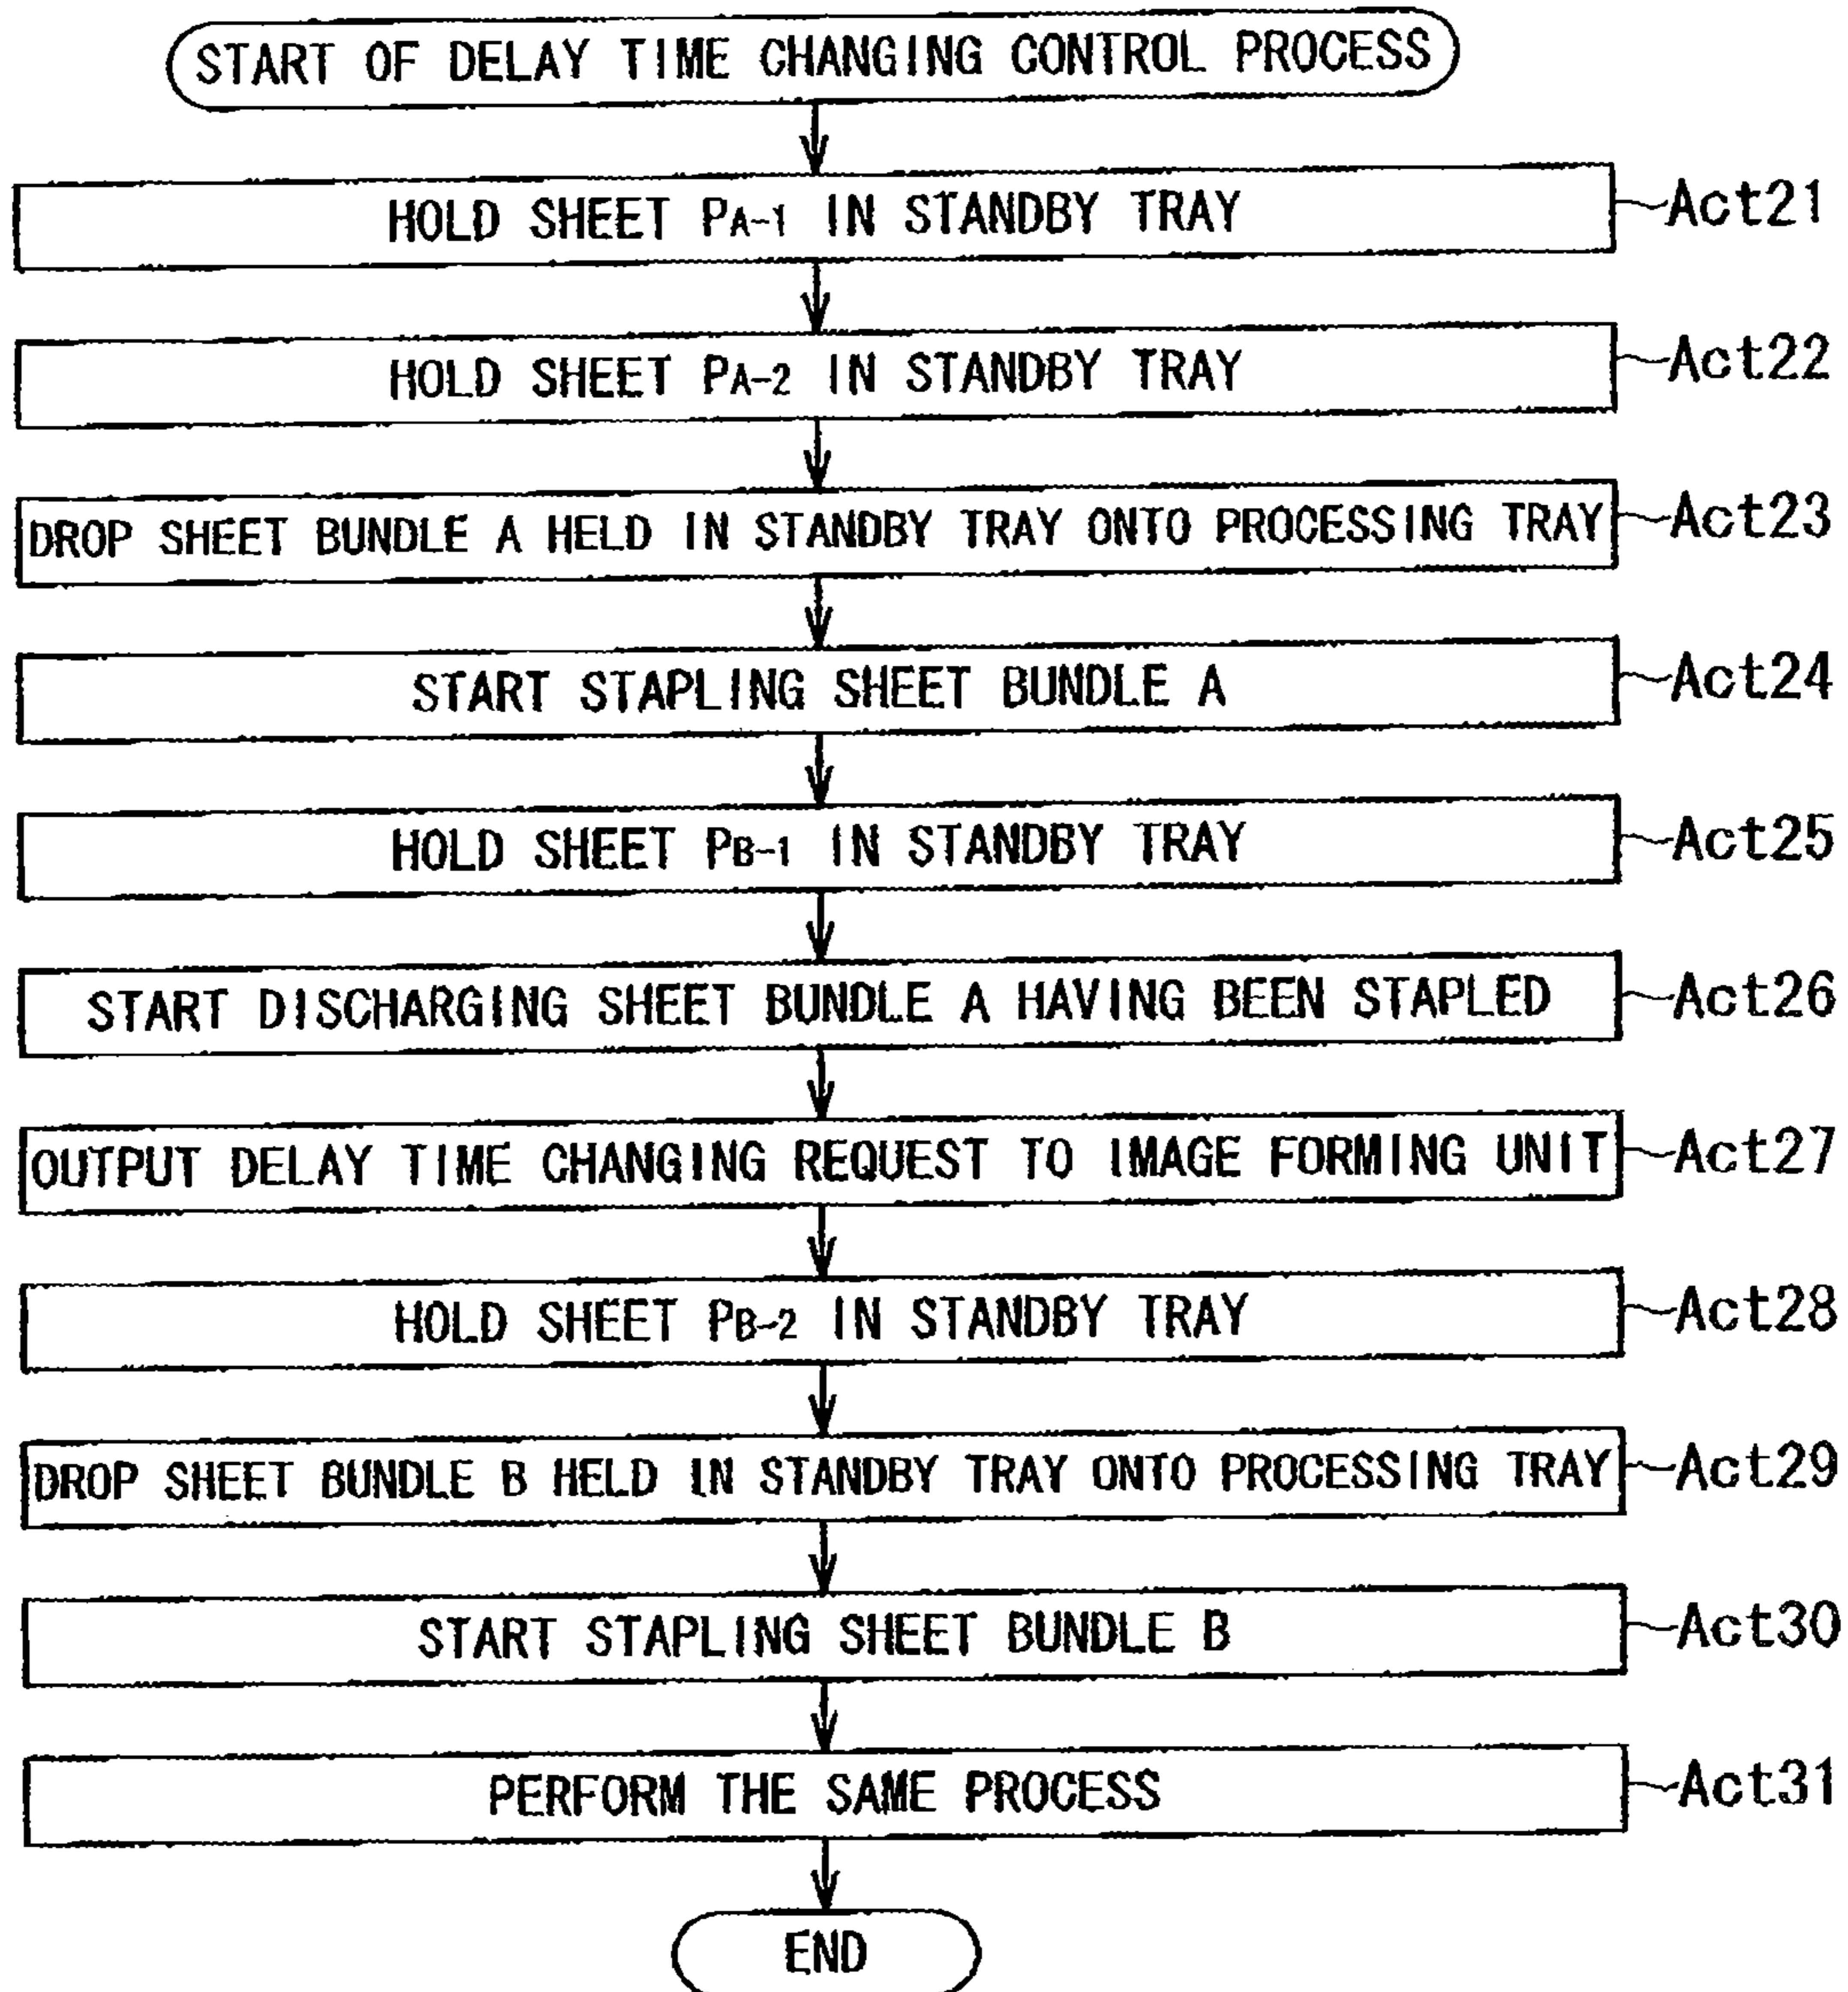 START OF DELAY TIME CHANGING CONTROL PROCESS
HOLD SHEET PA-1 IN STANDBY TRAY Act21
HOLD SHEET PA-2 IN STANDBY TRAY Act22
DROP SHEET BUNDLE A HELD IN STANDBY TRAY ONTO PROCESSING TRAY Act23
START STAPLING SHEET BUNDLE A Act24
HOLD SHEET PB-1 IN STANDBY TRAY Act25
START DISCHARGING SHEET BUNDLE A HAVING BEEN STAPLED Act26
OUTPUT DELAY TIME CHANGING REQUEST TO IMAGE FORMING UNIT Act27
HOLD SHEET PB-2 IN STANDBY TRAY Act28
DROP SHEET BUNDLE B HELD IN STANDBY TRAY ONTO PROCESSING TRAY Act29
START STAPLING SHEET BUNDLE B Act30
PERFORM THE SAME PROCESS Act31
END